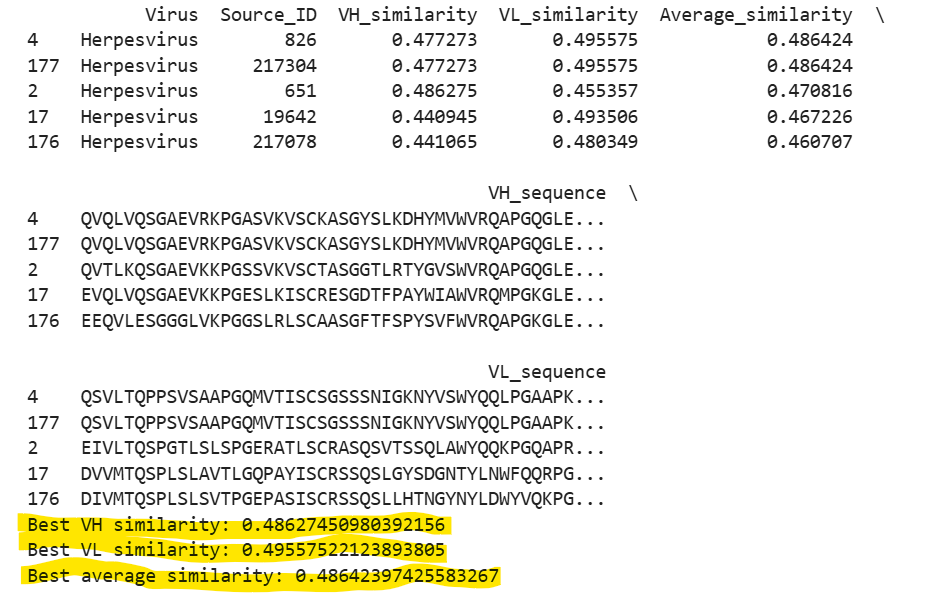 Virus Source_ID VH_similarity VL_similarity Average_similarity \
4 Herpesvirus 826 0.477273 0.495575 0.486424
177 Herpesvirus 217304 0.477273 0.495575 0.486424
2 Herpesvirus 651 0.486275 0.455357 0.470816
17 Herpesvirus 19642 0.440945 0.493506 0.467226
176 Herpesvirus 217078 0.441065 0.480349 0.460707
VH_sequence \
4 QVQLVQSGAEVRKPGASVKVSCKASGYSLKDHYMVWVRQAPGQGLE...
177 QVQLVQSGAEVRKPGASVKVSCKASGYSLKDHYMVWVRQAPGQGLE...
2 QVTLKQSGAEVKKPGSSVKVSCTASGGTLRTYGVSWVRQAPGQGLE...
17 EVQLVQSGAEVKKPGESLKISCRESGDTFPAYWIAWVRQMPGKGLE...
176 EEQVLESGGGLVKPGGSLRLSCAASGFTFSPYSVFWVRQAPGKGLE...
VL_sequence
4 QSVLTQPPSVSAAPGQMVTISCSGSSSNIGKNYVSWYQQLPGAAPK...
177 QSVLTQPPSVSAAPGQMVTISCSGSSSNIGKNYVSWYQQLPGAAPK...
2 EIVLTQSPGTLSLSPGERATLSCRASQSVTSSQLAWYQQKPGQAPR...
17 DVVMTQSPLSLAVTLGQPAYISCRSSQSLGYSDGNTYLNWFQQRPG...
176 DIVMTQSPLSLSVTPGEPASISCRSSQSLLHTNGYNYLDWYVQKPG...
Best VH similarity: 0.48627450980392156
Best VL similarity: 0.49557522123893805
Best average similarity: 0.48642397425583267